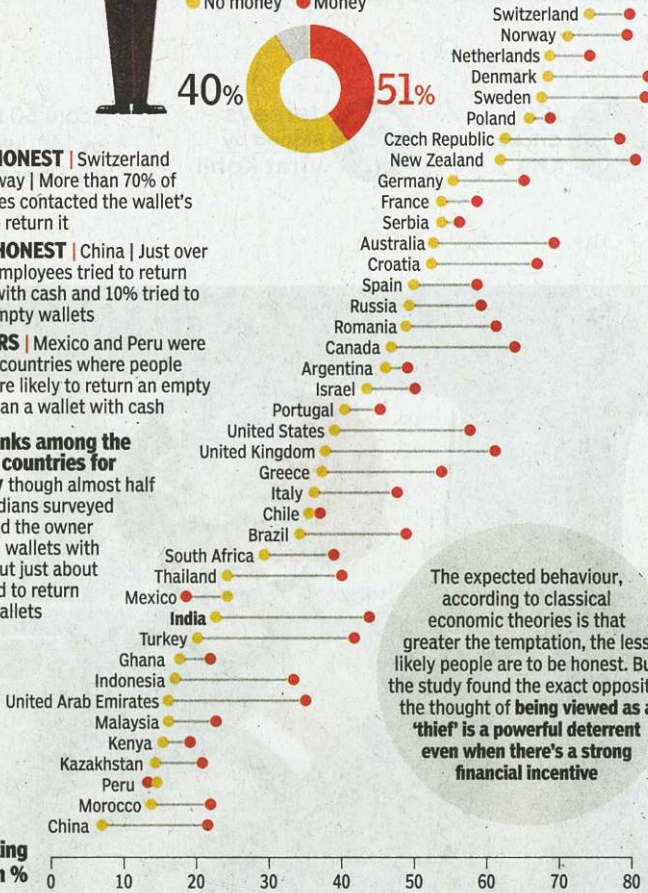 No money Money
40%
51%
HONEST | Switzerland
way | More than 70% of
es contacted the wallet's
return it
HONEST | China | Just over
mployees tried to return
with cash and 10% tried to
mpty wallets
RS | Mexico and Peru were
countries where people
re likely to return an empty
an a wallet with cash
nks among the
countries for
y though almost half
dians surveyed
d the owner
wallets with
ut just about
d to return
allets
Switzerland
Norway
Netherlands
Denmark
Sweden
Poland
Czech Republic
New Zealand
Germany
France
Serbia
Australia
Croatia
Spain
Russia
Romania
Canada
Argentina
Israel
Portugal
United States
United Kingdom
Greece
Italy
Chile
Brazil
South Africa
Thailand
Mexico
India
Turkey
Ghana
Indonesia
United Arab Emirates
Malaysia
Kenya
Kazakhstan
Peru
Morocco
China
The expected behaviour,
according to classical
economic theories is that
greater the temptation, the less
likely people are to be honest. Bu
the study found the exact opposit
the thought of being viewed as a
'thief' is a powerful deterrent
even when there's a strong
financial incentive
ting
n %
0 10 20 30 40 50 60 70 80